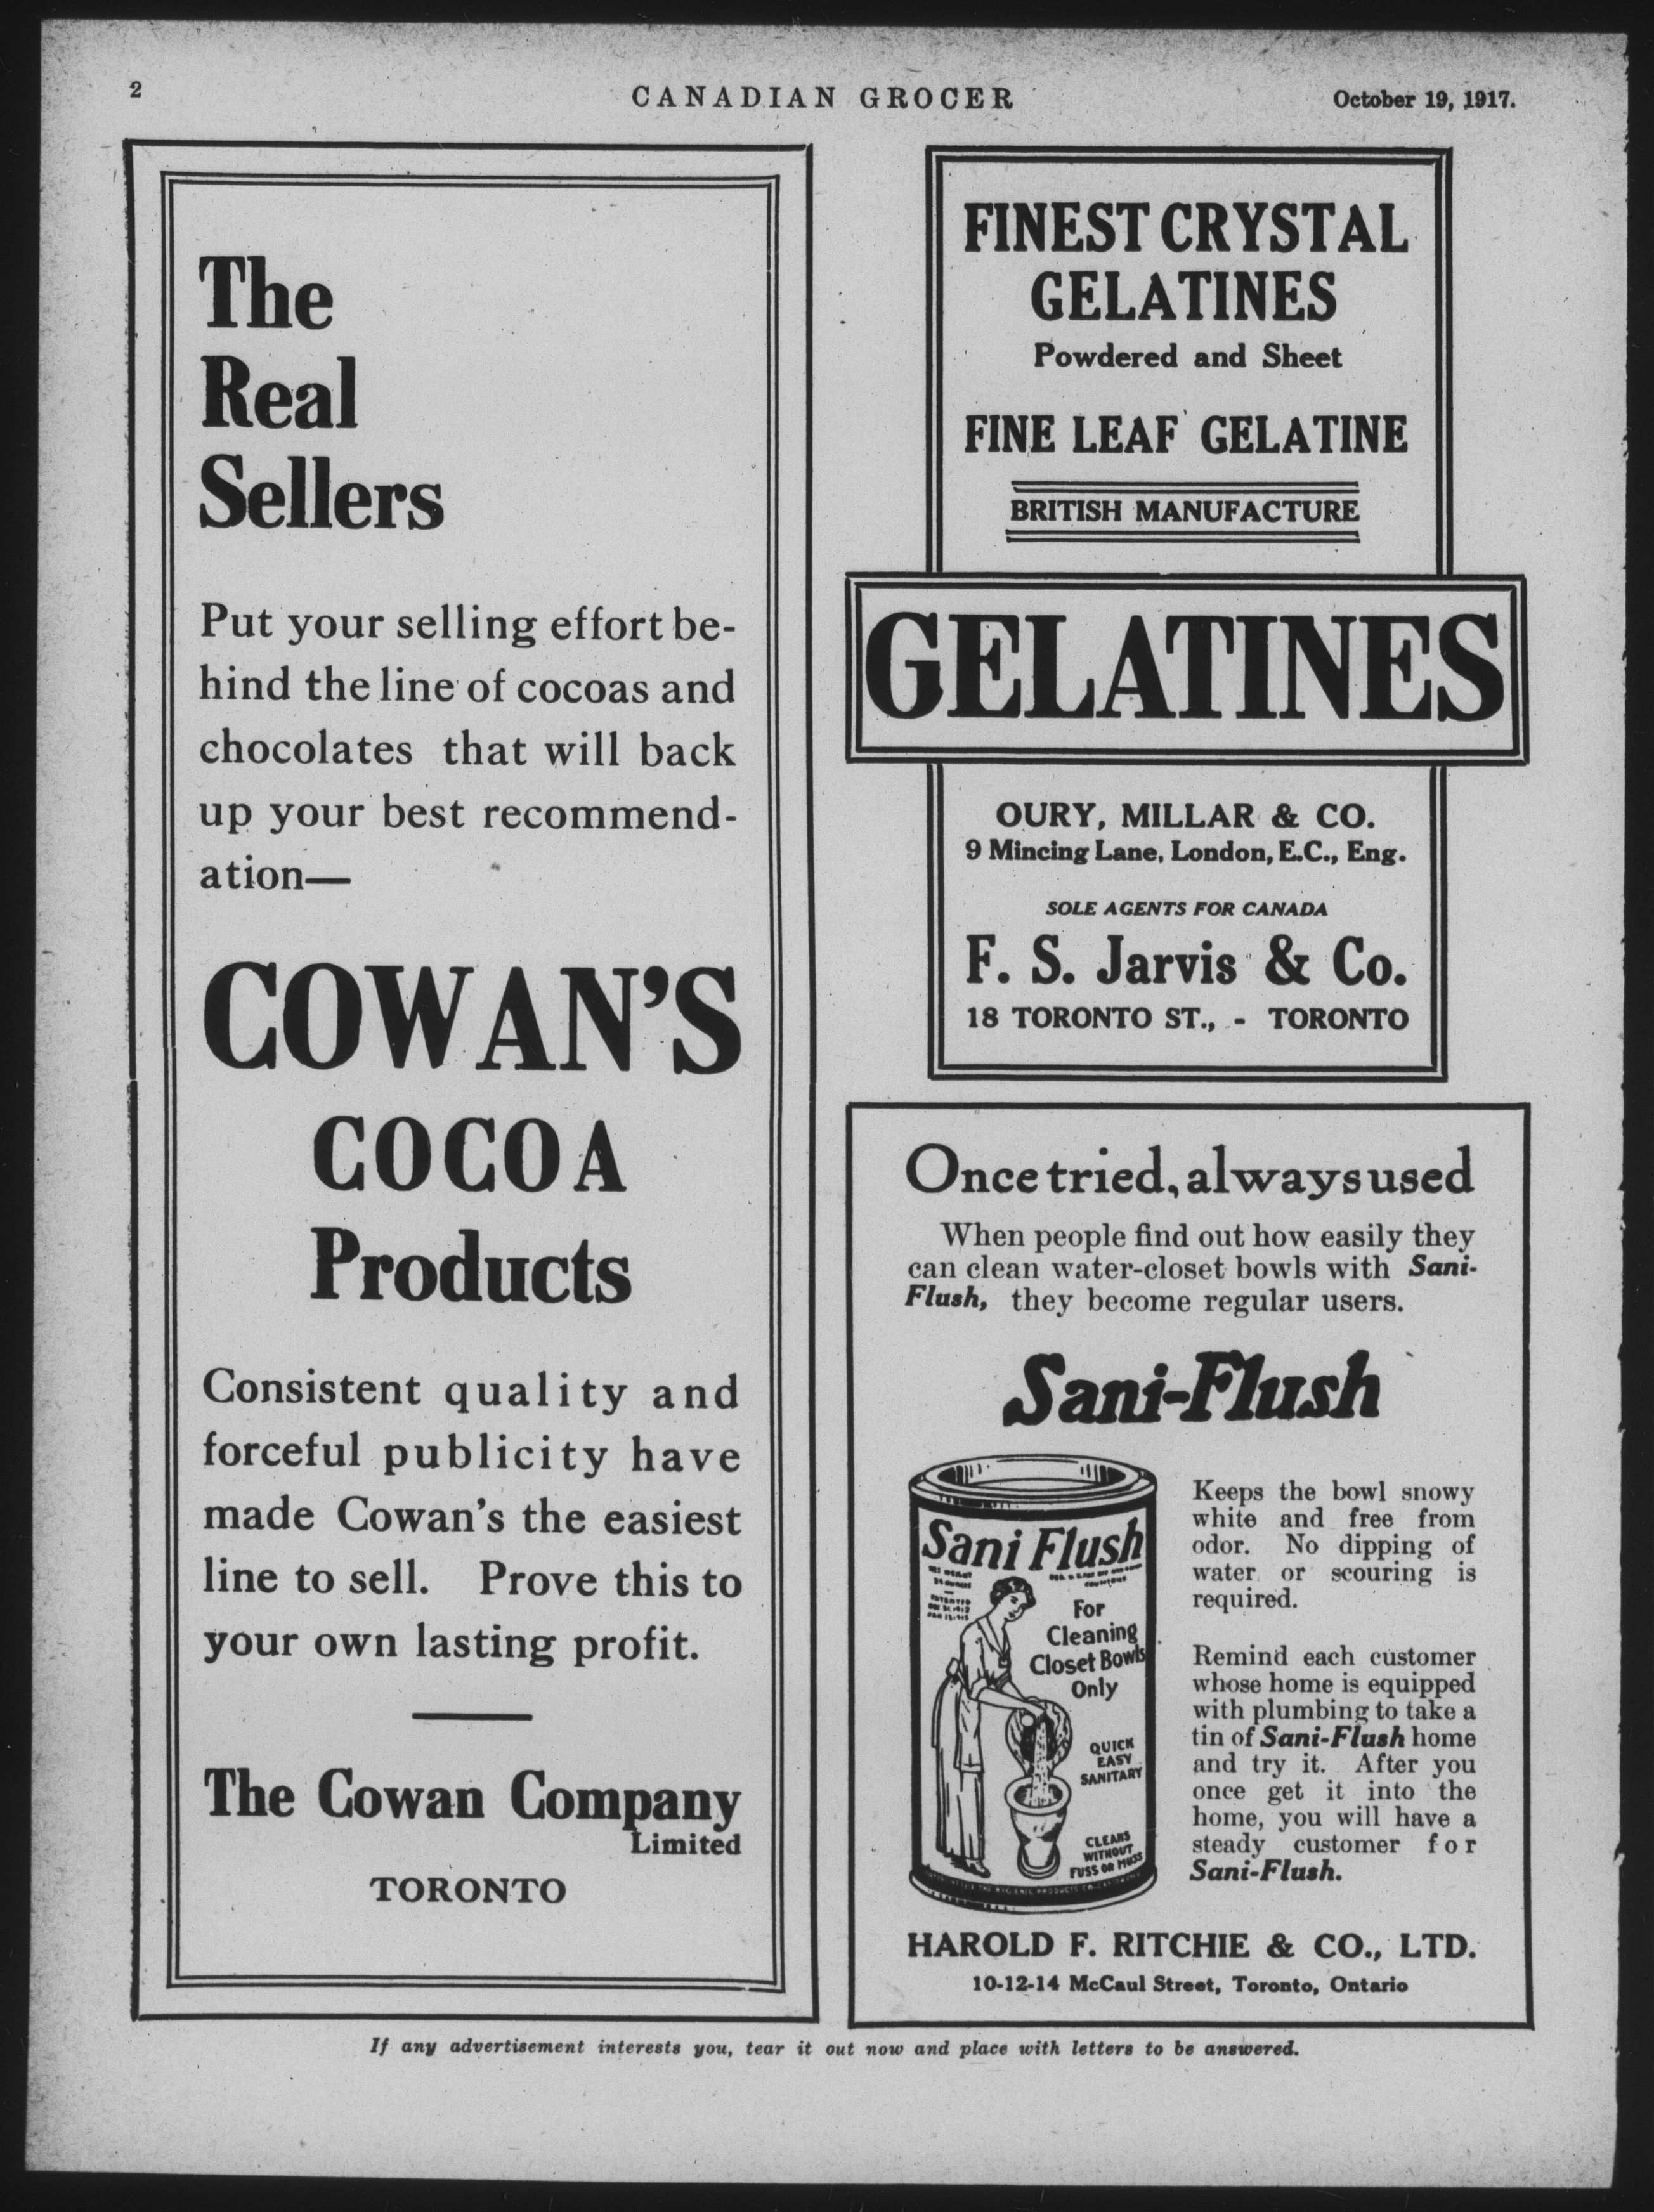 2
CANADIAN GROCER
October 19, 1917.
The
Real
Sellers
Put your selling effort be-
hind the line of cocoas and
chocolates that will back
up your best recommend-
ation—
COWAN'S
COCOA
Products
Consistent quality and
forceful publicity have
made Cowan's the easiest
line to sell. Prove this to
your own lasting profit.
The Cowan Company
Limited
TORONTO
FINEST CRYSTAL
GELATINES
Powdered and Sheet
FINE LEAF GELATINE
BRITISH MANUFACTURE
GELATINES
OURY, MILLAR & CO.
9 Mincing Lane, London, E.C., Eng.
SOLE AGENTS FOR CANADA
F. S. Jarvis & Co.
18 TORONTO ST., - TORONTO
Once tried, always used
When people find out how easily they
can clean water-closet bowls with Sani-
Flush, they become regular users.
Sani-Flush
Sani Flush
For
Cleaning
Closet Bowls
Only
QUICK
EASY
SANITARY
CLEANS
WITHOUT
FUSS OR MUSS
Keeps the bowl snowy
white and free from
odor. No dipping of
water or scouring is
required.
Remind each customer
whose home is equipped
with plumbing to take a
tin of Sani-Flush home
and try it. After you
once get it into the
home, you will have a
steady customer for
Sani-Flush.
HAROLD F. RITCHIE & CO., LTD.
10-12-14 McCaul Street, Toronto, Ontario
If any advertisement interests you, tear it out now and place with letters to be answered.